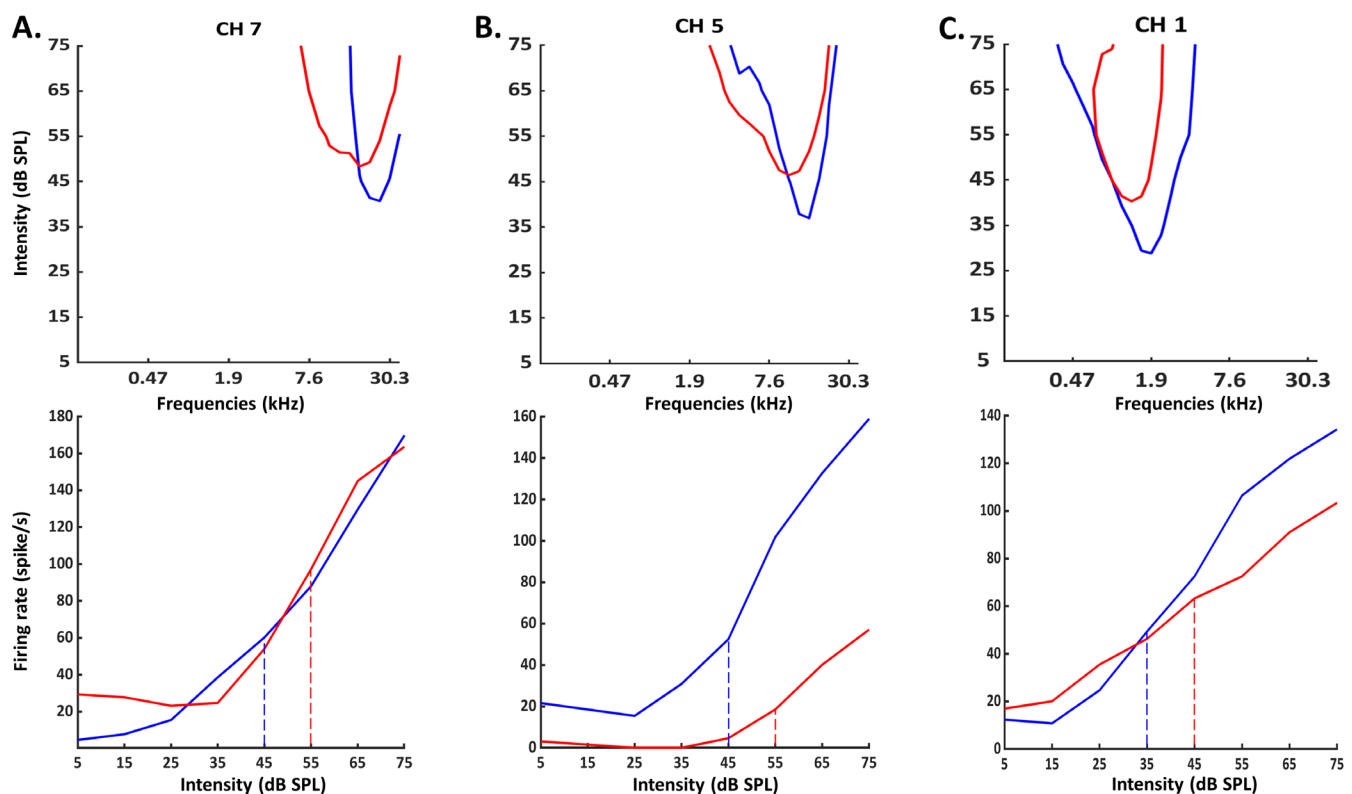 A.
CH 7
B.
CH 5
C.
CH 1
Intensity (dB SPL)
75
65
55
45
35
25
15
5
0.47 1.9 7.6 30.3
Frequencies (kHz)
75
65
55
45
35
25
15
5
0.47 1.9 7.6 30.3
Frequencies (kHz)
75
65
55
45
35
25
15
5
0.47 1.9 7.6 30.3
Frequencies (kHz)
Firing rate (spike/s)
180
160
140
120
100
80
60
40
20
5 15 25 35 45 55 65 75
Intensity (dB SPL)
160
140
120
100
80
60
40
20
0
5 15 25 35 45 55 65 75
Intensity (dB SPL)
140
120
100
80
60
40
20
0
5 15 25 35 45 55 65 75
Intensity (dB SPL)